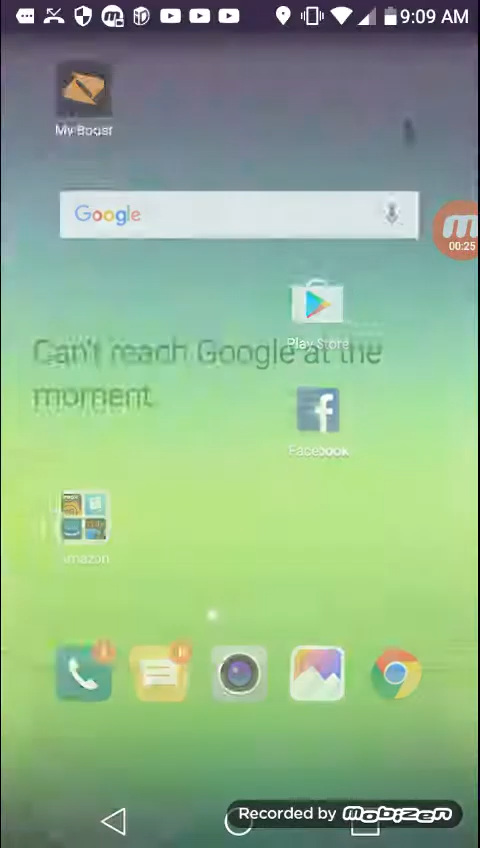 9:09 AM
My Boost
Google
00:25
Play Store
Can't reach Google at the
moment.
Facebook
Amazon
Recorded by mobizen